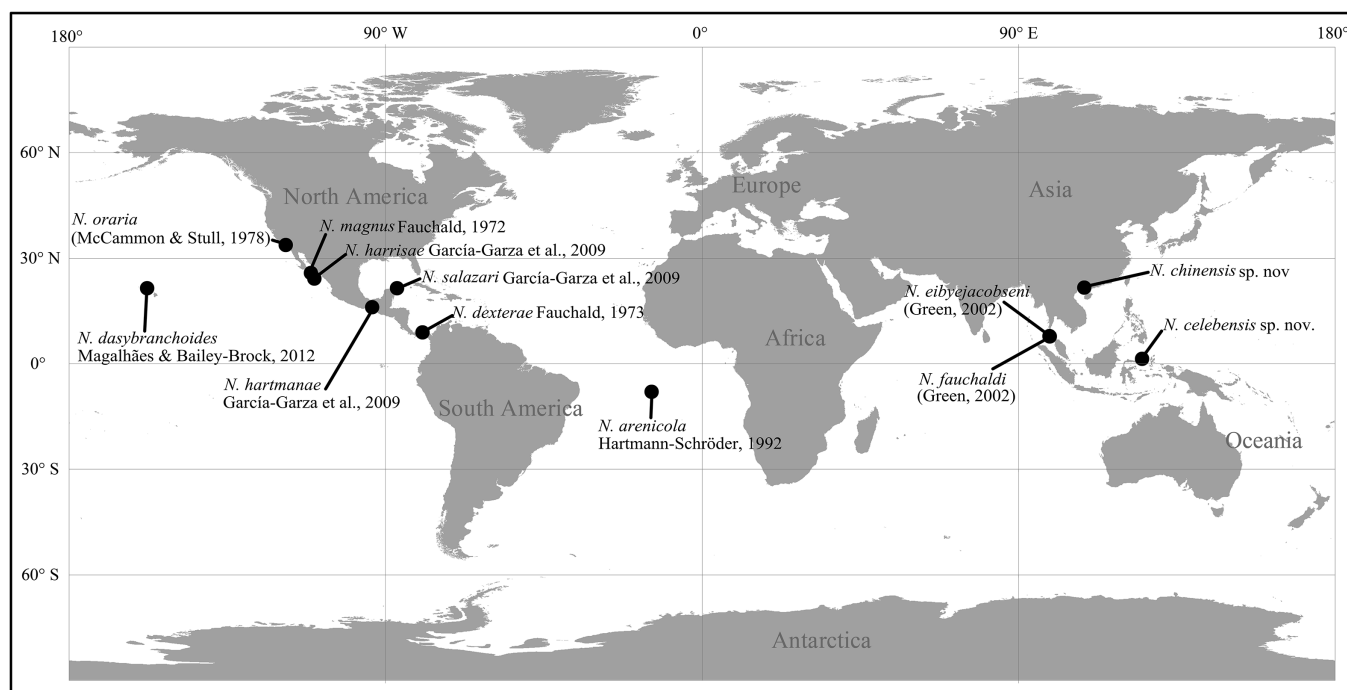 180°
90° W
0°
90° E
180°
60° N
30° N
0°
30° S
60° S
North America
Europe
Asia
Africa
South America
Oceania
Antarctica
N. oraria
(McCammon & Stull, 1978)
N. magnus Fauchald, 1972
N. harrisae García-Garza et al., 2009
N. salazari García-Garza et al., 2009
N. dexterae Fauchald, 1973
N. dasybranchoides
Magalhães & Bailey-Brock, 2012
N. hartmanae
García-Garza et al., 2009
N. arenicola
Hartmann-Schröder, 1992
N. eibyejacobseni
(Green, 2002)
N. fauchaldi
(Green, 2002)
N. chinensis sp. nov
N. celebensis sp. nov.